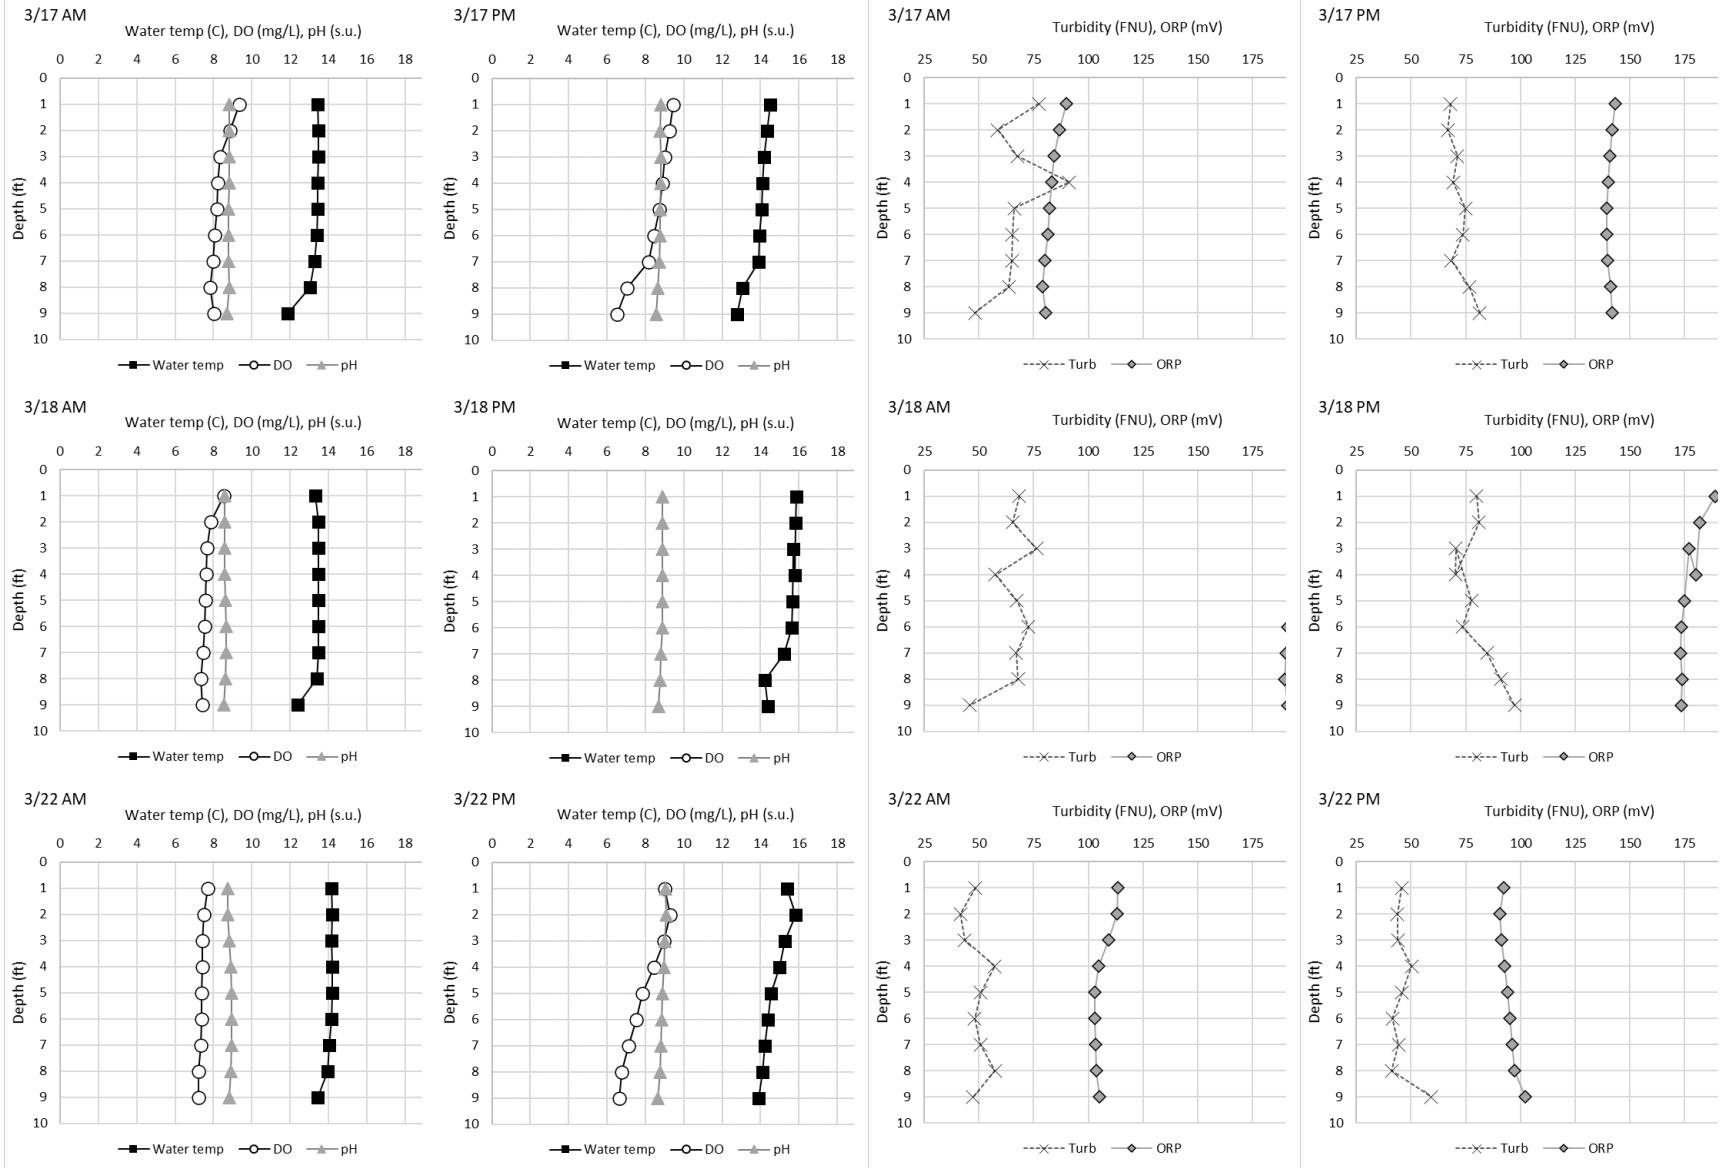 3/17 AM
Water temp (C), DO (mg/L), pH (s.u.)
0 2 4 6 8 10 12 14 16 18
0
1
2
3
4
5
6
7
8
9
10
Depth (ft)
Water temp DO pH
3/17 PM
Water temp (C), DO (mg/L), pH (s.u.)
0 2 4 6 8 10 12 14 16 18
0
1
2
3
4
5
6
7
8
9
10
Depth (ft)
Water temp DO pH
3/17 AM
Turbidity (FNU), ORP (mV)
25 50 75 100 125 150 175
0
1
2
3
4
5
6
7
8
9
10
Depth (ft)
Turb ORP
3/17 PM
Turbidity (FNU), ORP (mV)
25 50 75 100 125 150 175
0
1
2
3
4
5
6
7
8
9
10
Depth (ft)
Turb ORP
3/18 AM
Water temp (C), DO (mg/L), pH (s.u.)
0 2 4 6 8 10 12 14 16 18
0
1
2
3
4
5
6
7
8
9
10
Depth (ft)
Water temp DO pH
3/18 PM
Water temp (C), DO (mg/L), pH (s.u.)
0 2 4 6 8 10 12 14 16 18
0
1
2
3
4
5
6
7
8
9
10
Depth (ft)
Water temp DO pH
3/18 AM
Turbidity (FNU), ORP (mV)
25 50 75 100 125 150 175
0
1
2
3
4
5
6
7
8
9
10
Depth (ft)
Turb ORP
3/18 PM
Turbidity (FNU), ORP (mV)
25 50 75 100 125 150 175
0
1
2
3
4
5
6
7
8
9
10
Depth (ft)
Turb ORP
3/22 AM
Water temp (C), DO (mg/L), pH (s.u.)
0 2 4 6 8 10 12 14 16 18
0
1
2
3
4
5
6
7
8
9
10
Depth (ft)
Water temp DO pH
3/22 PM
Water temp (C), DO (mg/L), pH (s.u.)
0 2 4 6 8 10 12 14 16 18
0
1
2
3
4
5
6
7
8
9
10
Depth (ft)
Water temp DO pH
3/22 AM
Turbidity (FNU), ORP (mV)
25 50 75 100 125 150 175
0
1
2
3
4
5
6
7
8
9
10
Depth (ft)
Turb ORP
3/22 PM
Turbidity (FNU), ORP (mV)
25 50 75 100 125 150 175
0
1
2
3
4
5
6
7
8
9
10
Depth (ft)
Turb ORP